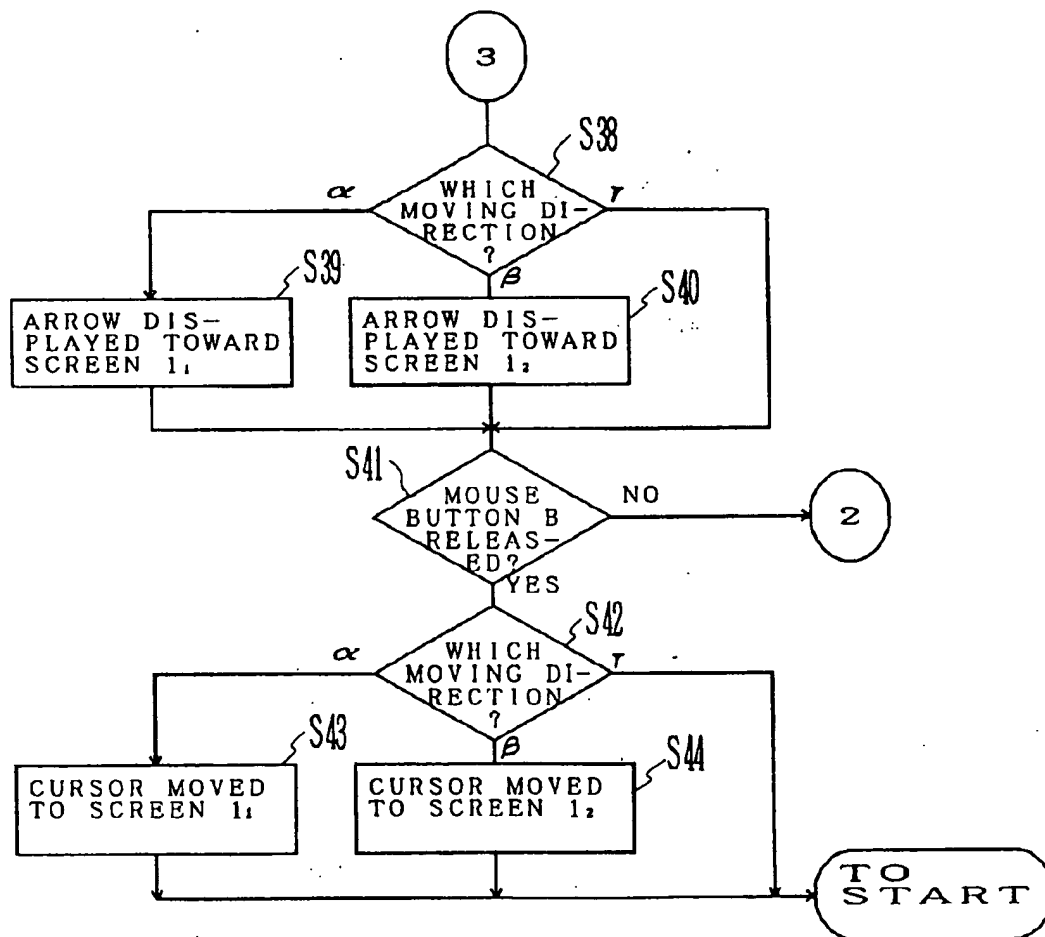 3
S38
α
γ
WHICH
MOVING DI-
RECTION
?
β
S39
ARROW DIS-
PLAYED TOWARD
SCREEN 1₁
S40
ARROW DIS-
PLAYED TOWARD
SCREEN 1₂
S41
MOUSE
BUTTON B
RELEAS-
ED?
NO
2
YES
S42
α
γ
WHICH
MOVING DI-
RECTION
?
β
S43
CURSOR MOVED
TO SCREEN 1₁
S44
CURSOR MOVED
TO SCREEN 1₂
TO
START